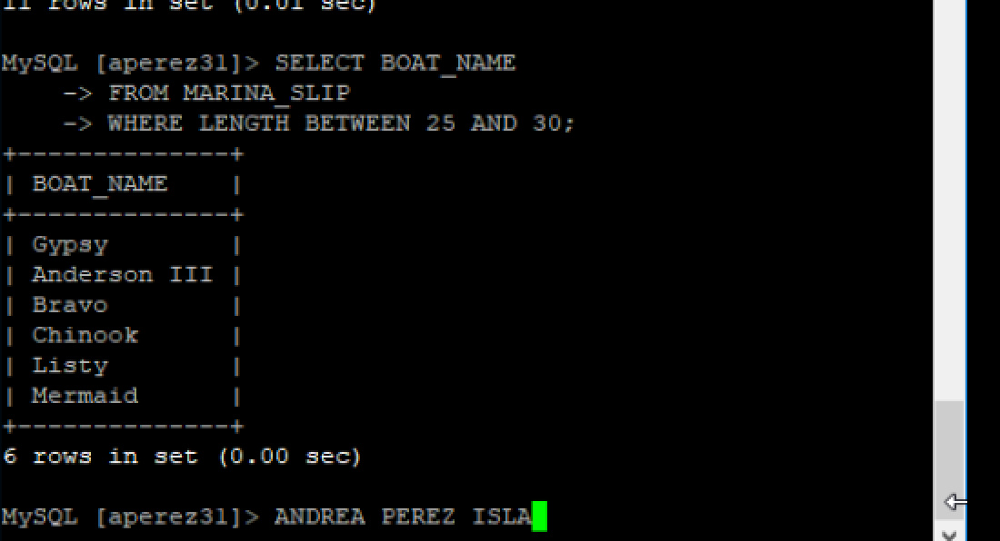 11 rows in set (0.01 sec)
MySQL [aperez31]> SELECT BOAT_NAME
    -> FROM MARINA_SLIP
    -> WHERE LENGTH BETWEEN 25 AND 30;
+--------------+
| BOAT_NAME    |
+--------------+
| Gypsy        |
| Anderson III |
| Bravo        |
| Chinook      |
| Listy        |
| Mermaid      |
+--------------+
6 rows in set (0.00 sec)
MySQL [aperez31]> ANDREA PEREZ ISLA